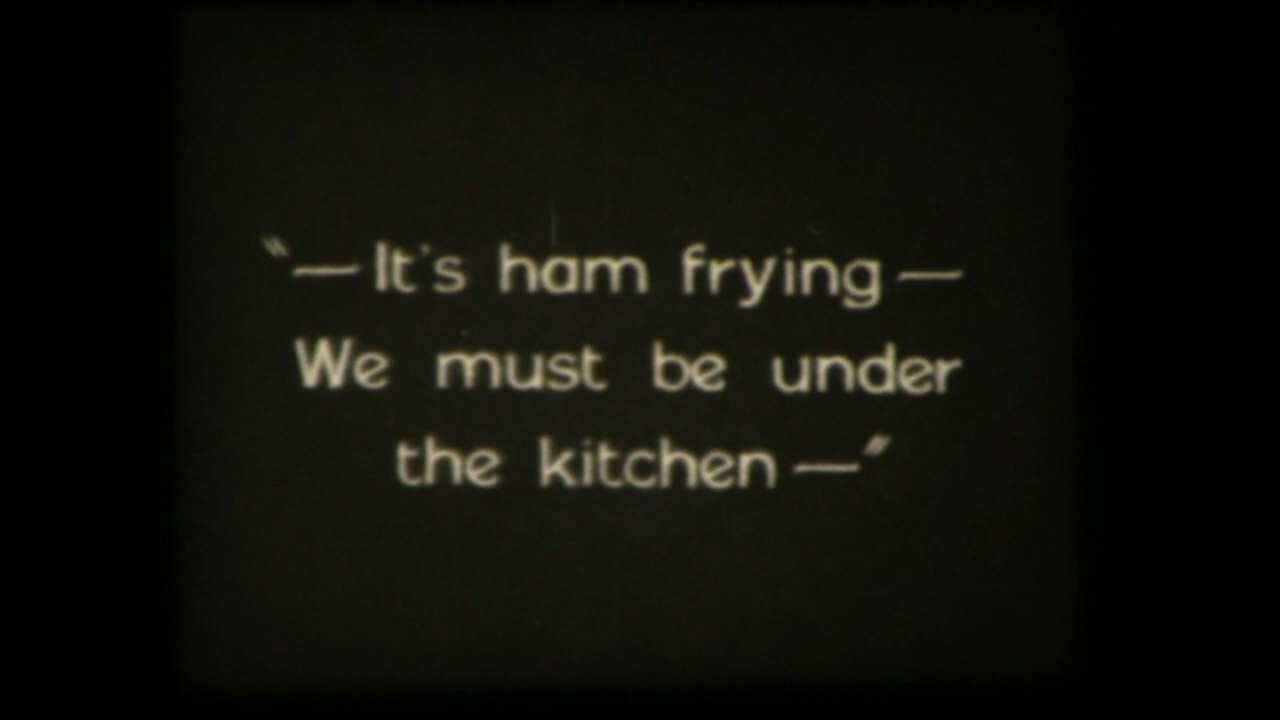 "—It's ham frying—
We must be under
the kitchen—"